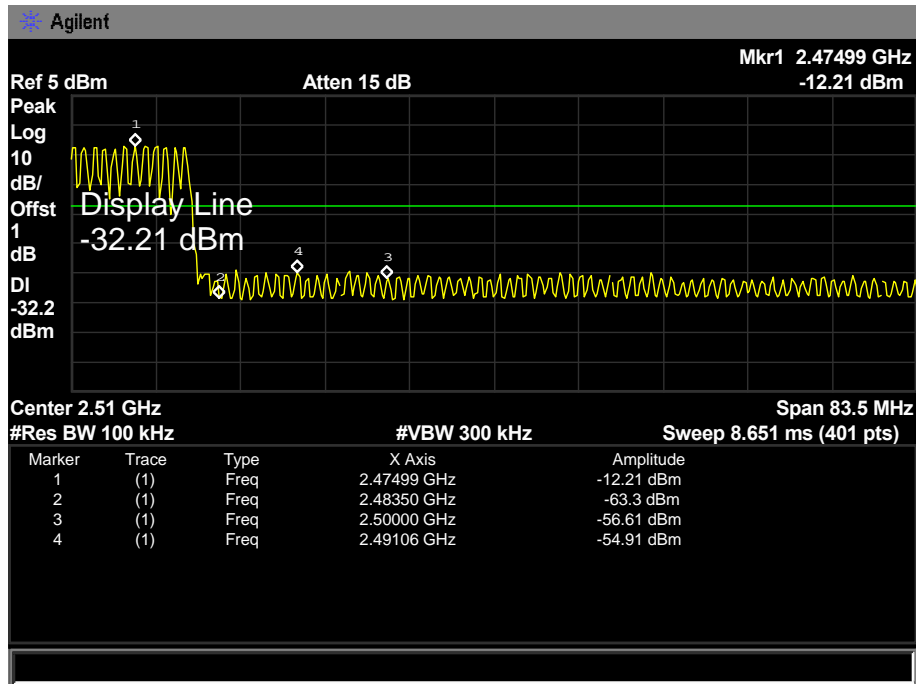 Agilent
Mkr1 2.47499 GHz
Ref 5 dBm Atten 15 dB -12.21 dBm
Peak
Log
10
dB/
Offst
1
dB
DI
-32.2
dBm
1
Display Line
-32.21 dBm
2
4
3
Center 2.51 GHz Span 83.5 MHz
#Res BW 100 kHz #VBW 300 kHz Sweep 8.651 ms (401 pts)
Marker Trace Type X Axis Amplitude
1 (1) Freq 2.47499 GHz -12.21 dBm
2 (1) Freq 2.48350 GHz -63.3 dBm
3 (1) Freq 2.50000 GHz -56.61 dBm
4 (1) Freq 2.49106 GHz -54.91 dBm